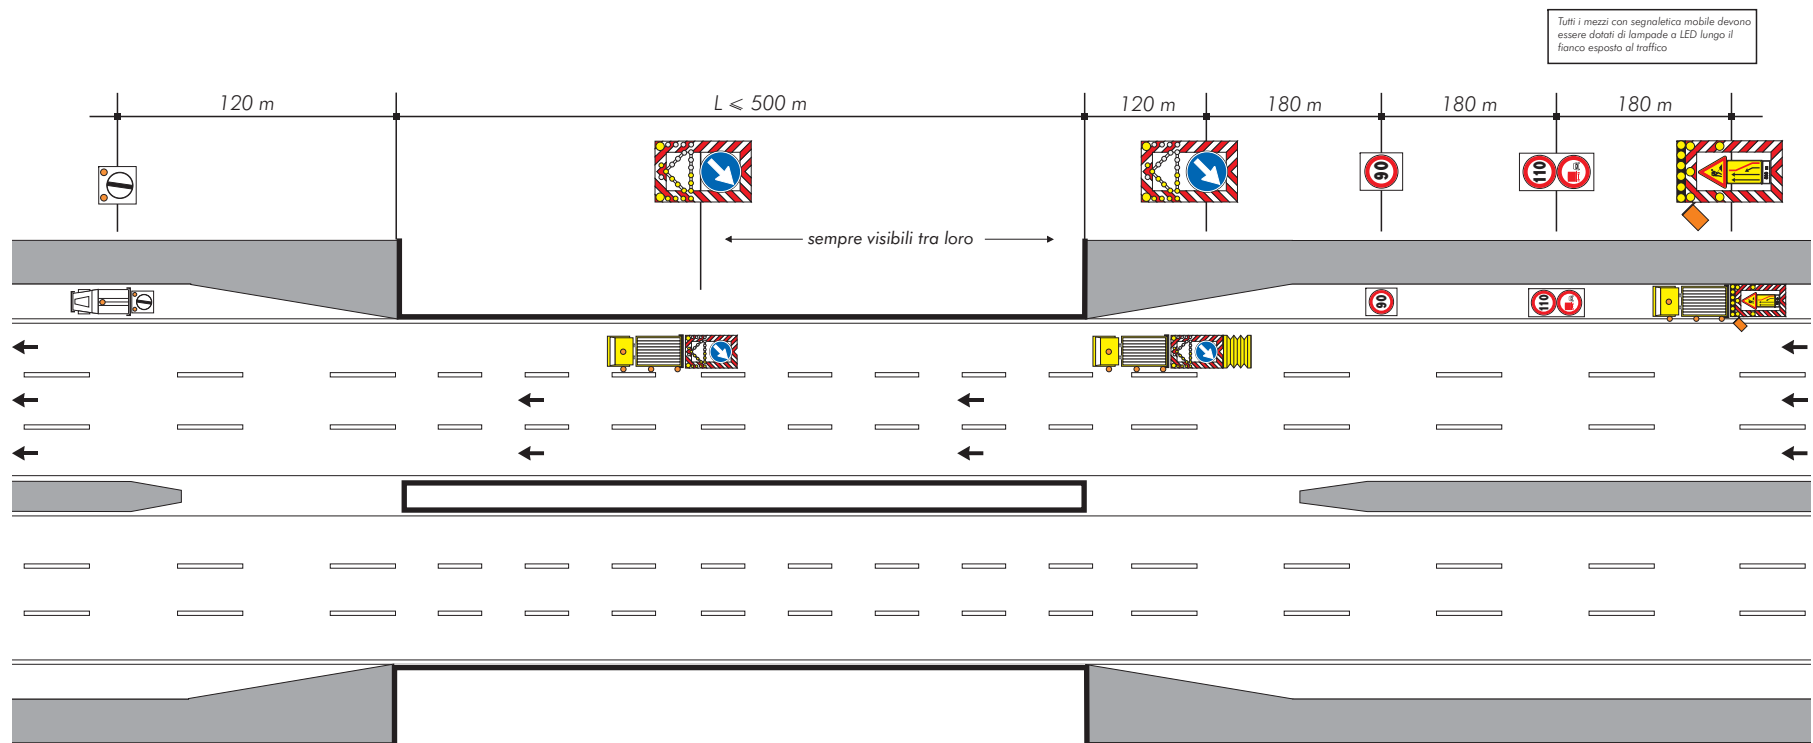 Tutti i mezzi con segnaletica mobile devono
essere dotati di lampade a LED lungo il
fianco esposto al traffico
120 m
L ⩽ 500 m
120 m
180 m
180 m
180 m
90
110
sempre visibili tra loro
90
110